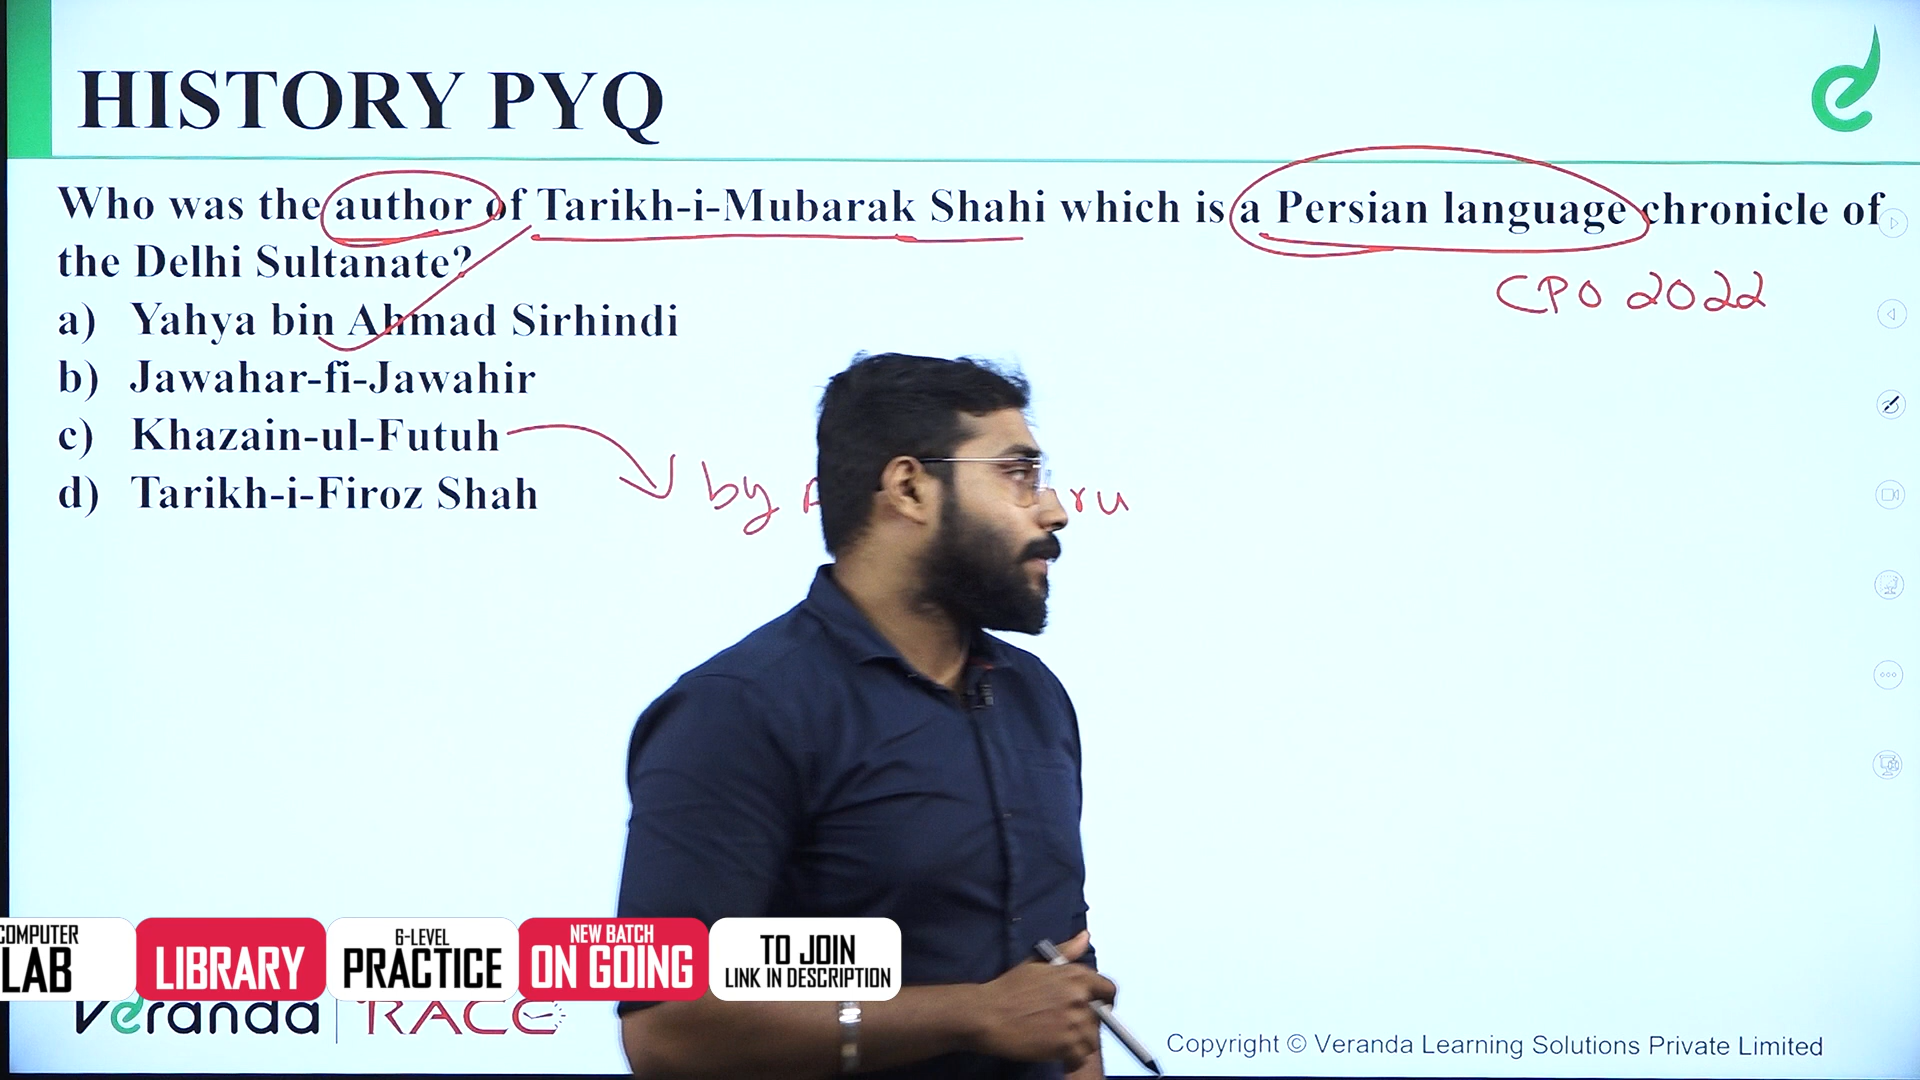 HISTORY PYQ
Who was the author of Tarikh-i-Mubarak Shahi which is a Persian language chronicle of
the Delhi Sultanate?
CPO 2022
a) Yahya bin Ahmad Sirhindi
b) Jawahar-fi-Jawahir
c) Khazain-ul-Futuh
d) Tarikh-i-Firoz Shah
by
COMPUTER
LAB
LIBRARY
6-LEVEL
PRACTICE
NEW BATCH
ON GOING
TO JOIN
LINK IN DESCRIPTION
Veranda RACE
Copyright © Veranda Learning Solutions Private Limited